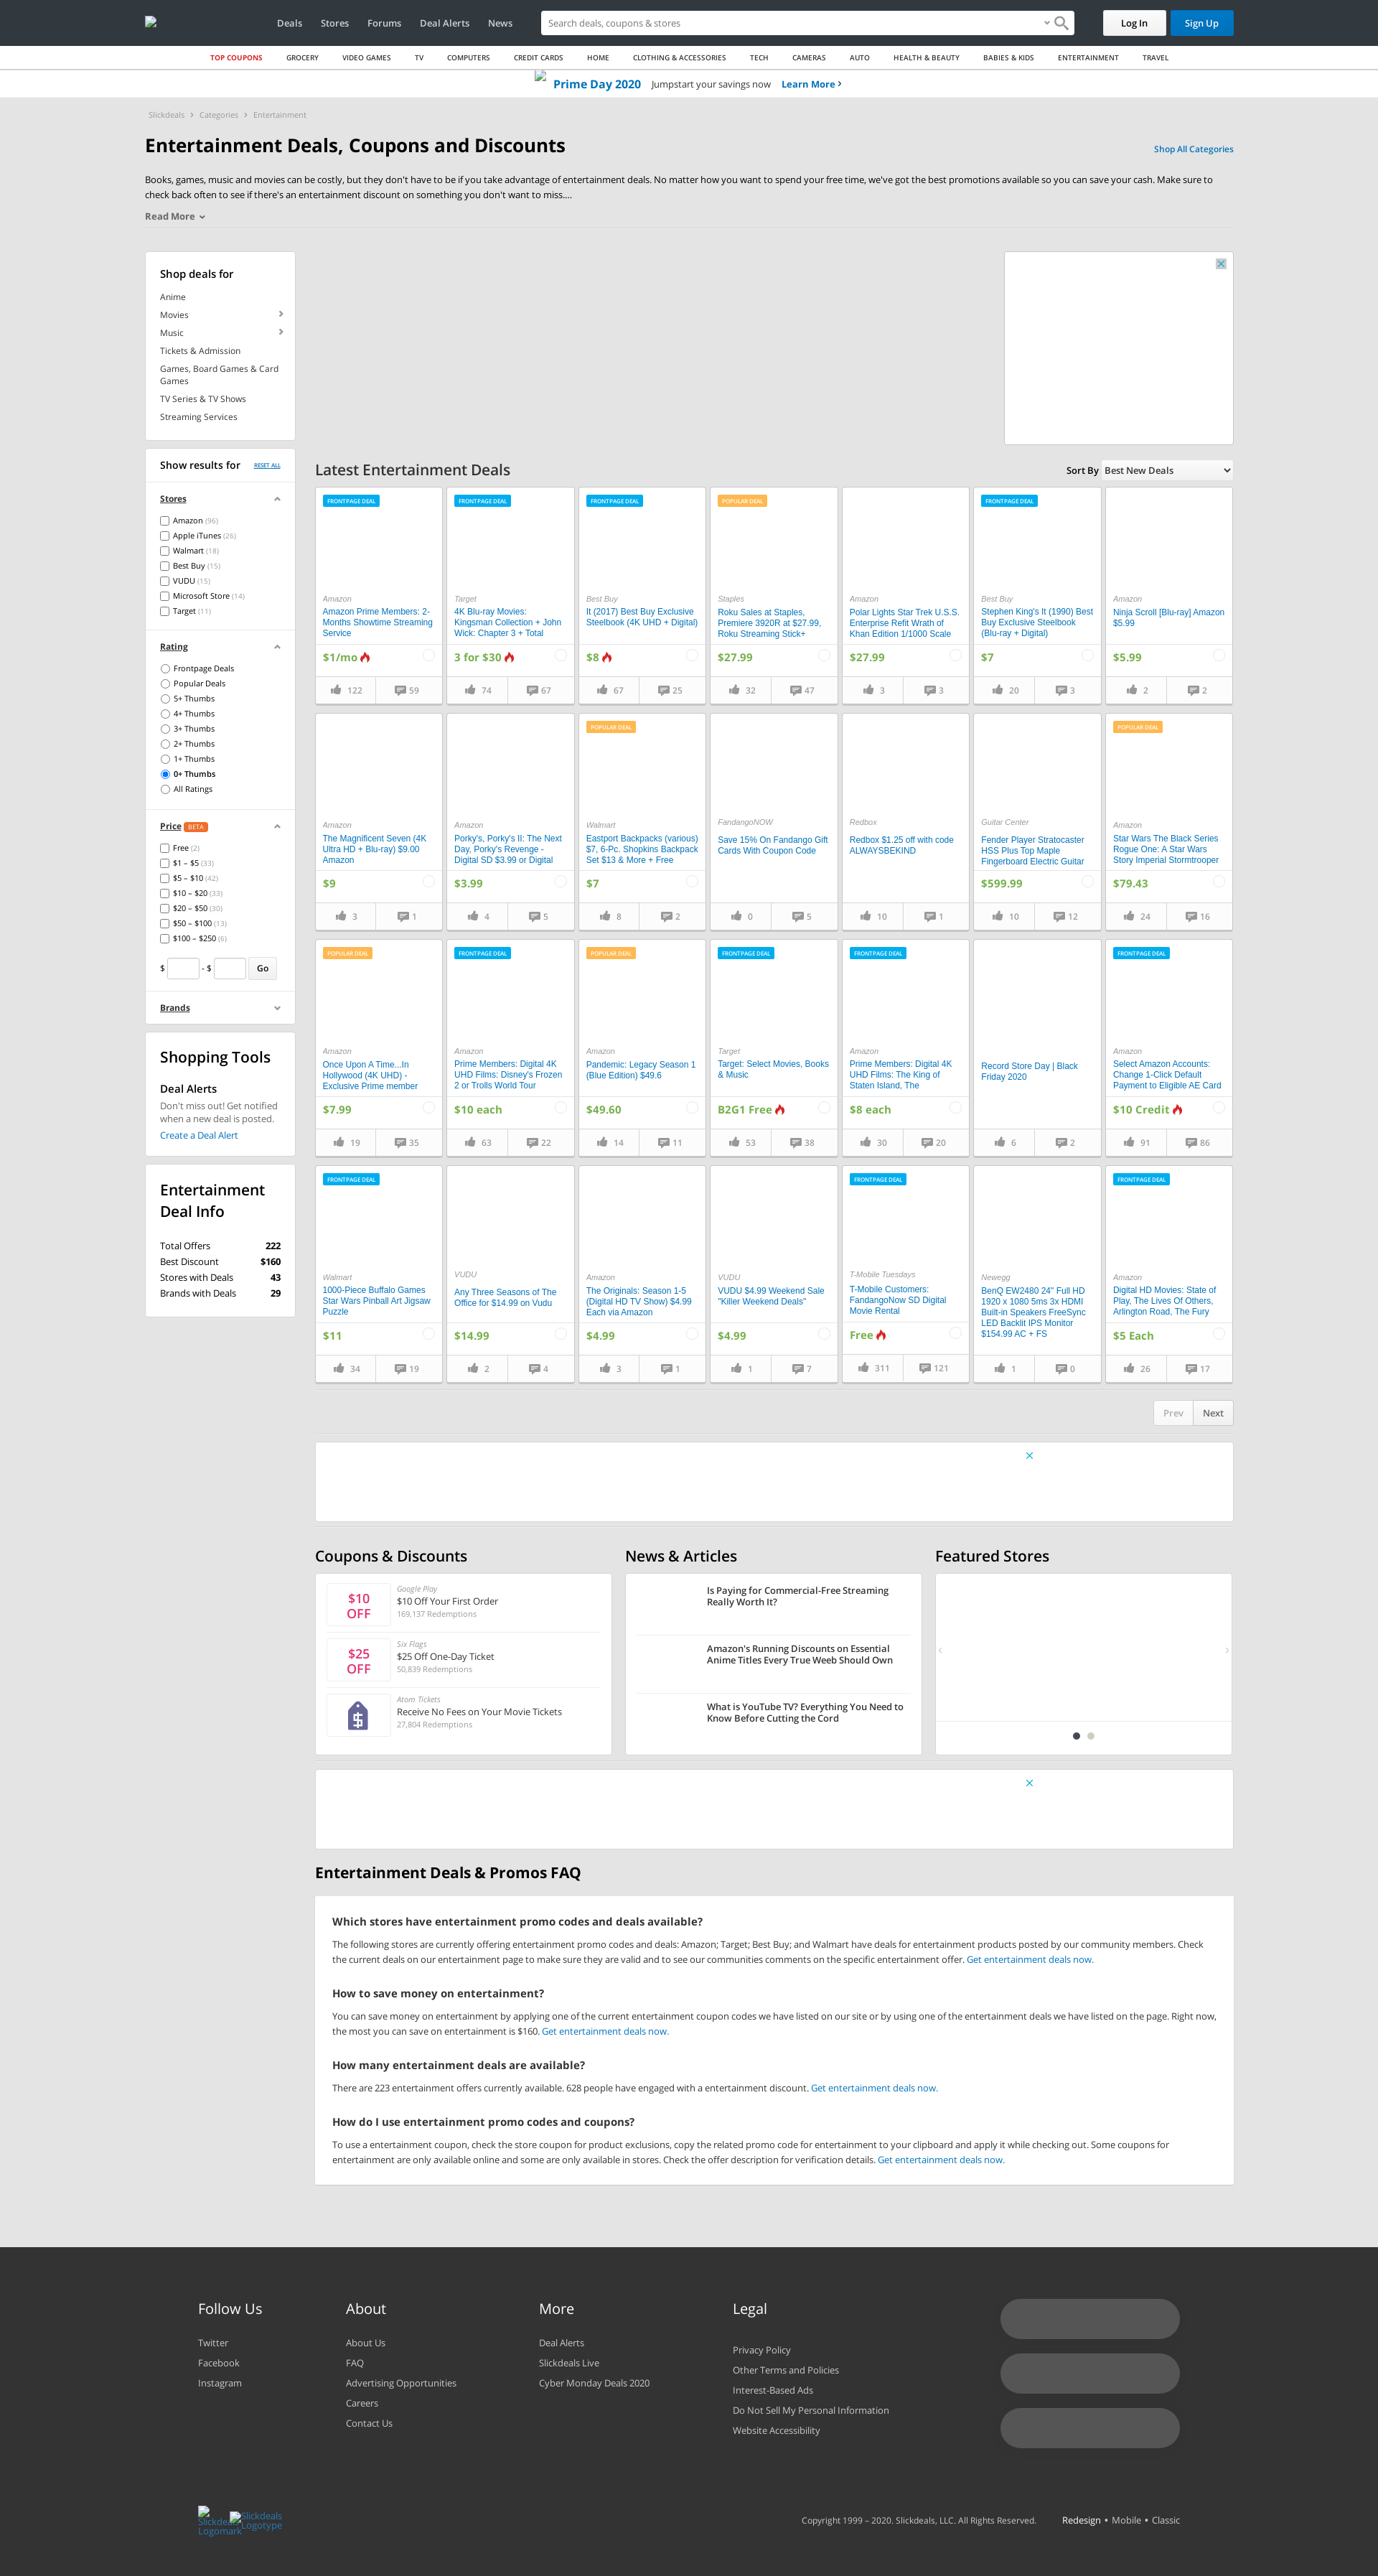 Deals Stores Forums Deal Alerts News
Search deals, coupons & stores
Log In
Sign Up
TOP COUPONS GROCERY VIDEO GAMES TV COMPUTERS CREDIT CARDS HOME CLOTHING & ACCESSORIES TECH CAMERAS AUTO HEALTH & BEAUTY BABIES & KIDS ENTERTAINMENT TRAVEL
Prime Day 2020 Jumpstart your savings now Learn More
Slickdeals Categories Entertainment
Entertainment Deals, Coupons and Discounts
Shop All Categories
Books, games, music and movies can be costly, but they don't have to be if you take advantage of entertainment deals. No matter how you want to spend your free time, we've got the best promotions available so you can save your cash. Make sure to
check back often to see if there's an entertainment discount on something you don't want to miss....
Read More
Shop deals for
Anime
Movies
Music
Tickets & Admission
Games, Board Games & Card
Games
TV Series & TV Shows
Streaming Services
Show results for RESET ALL
Stores
Amazon (96)
Apple iTunes (26)
Walmart (18)
Best Buy (15)
VUDU (15)
Microsoft Store (14)
Target (11)
Rating
Frontpage Deals
Popular Deals
5+ Thumbs
4+ Thumbs
3+ Thumbs
2+ Thumbs
1+ Thumbs
0+ Thumbs
All Ratings
Price BETA
Free (2)
$1 – $5 (33)
$5 – $10 (42)
$10 – $20 (33)
$20 – $50 (30)
$50 – $100 (13)
$100 – $250 (6)
$ - $ Go
Brands
Shopping Tools
Deal Alerts
Don't miss out! Get notified
when a new deal is posted.
Create a Deal Alert
Entertainment
Deal Info
Total Offers 222
Best Discount $160
Stores with Deals 43
Brands with Deals 29
Latest Entertainment Deals
Sort By Best New Deals
FRONTPAGE DEAL
Amazon
Amazon Prime Members: 2-
Months Showtime Streaming
Service
$1/mo
122 59
FRONTPAGE DEAL
Target
4K Blu-ray Movies:
Kingsman Collection + John
Wick: Chapter 3 + Total
3 for $30
74 67
FRONTPAGE DEAL
Best Buy
It (2017) Best Buy Exclusive
Steelbook (4K UHD + Digital)
$8
67 25
POPULAR DEAL
Staples
Roku Sales at Staples,
Premiere 3920R at $27.99,
Roku Streaming Stick+
$27.99
32 47
Amazon
Polar Lights Star Trek U.S.S.
Enterprise Refit Wrath of
Khan Edition 1/1000 Scale
$27.99
3 3
FRONTPAGE DEAL
Best Buy
Stephen King's It (1990) Best
Buy Exclusive Steelbook
(Blu-ray + Digital)
$7
20 3
Amazon
Ninja Scroll [Blu-ray] Amazon
$5.99
$5.99
2 2
Amazon
The Magnificent Seven (4K
Ultra HD + Blu-ray) $9.00
Amazon
$9
3 1
Amazon
Porky's, Porky's II: The Next
Day, Porky's Revenge -
Digital SD $3.99 or Digital
$3.99
4 5
POPULAR DEAL
Walmart
Eastport Backpacks (various)
$7, 6-Pc. Shopkins Backpack
Set $13 & More + Free
$7
8 2
FandangoNOW
Save 15% On Fandango Gift
Cards With Coupon Code
0 5
Redbox
Redbox $1.25 off with code
ALWAYSBEKIND
10 1
Guitar Center
Fender Player Stratocaster
HSS Plus Top Maple
Fingerboard Electric Guitar
$599.99
10 12
POPULAR DEAL
Amazon
Star Wars The Black Series
Rogue One: A Star Wars
Story Imperial Stormtrooper
$79.43
24 16
POPULAR DEAL
Amazon
Once Upon A Time...In
Hollywood (4K UHD) -
Exclusive Prime member
$7.99
19 35
FRONTPAGE DEAL
Amazon
Prime Members: Digital 4K
UHD Films: Disney's Frozen
2 or Trolls World Tour
$10 each
63 22
POPULAR DEAL
Amazon
Pandemic: Legacy Season 1
(Blue Edition) $49.6
$49.60
14 11
FRONTPAGE DEAL
Target
Target: Select Movies, Books
& Music
B2G1 Free
53 38
FRONTPAGE DEAL
Amazon
Prime Members: Digital 4K
UHD Films: The King of
Staten Island, The
$8 each
30 20
Record Store Day | Black
Friday 2020
6 2
FRONTPAGE DEAL
Amazon
Select Amazon Accounts:
Change 1-Click Default
Payment to Eligible AE Card
$10 Credit
91 86
FRONTPAGE DEAL
Walmart
1000-Piece Buffalo Games
Star Wars Pinball Art Jigsaw
Puzzle
$11
34 19
VUDU
Any Three Seasons of The
Office for $14.99 on Vudu
$14.99
2 4
Amazon
The Originals: Season 1-5
(Digital HD TV Show) $4.99
Each via Amazon
$4.99
3 1
VUDU
VUDU $4.99 Weekend Sale
"Killer Weekend Deals"
$4.99
1 7
FRONTPAGE DEAL
T-Mobile Tuesdays
T-Mobile Customers:
FandangoNow SD Digital
Movie Rental
Free
311 121
Newegg
BenQ EW2480 24" Full HD
1920 x 1080 5ms 3x HDMI
Built-in Speakers FreeSync
LED Backlit IPS Monitor
$154.99 AC + FS
1 0
FRONTPAGE DEAL
Amazon
Digital HD Movies: State of
Play, The Lives Of Others,
Arlington Road, The Fury
$5 Each
26 17
Prev Next
Coupons & Discounts
$10
OFF
Google Play
$10 Off Your First Order
169,137 Redemptions
$25
OFF
Six Flags
$25 Off One-Day Ticket
50,839 Redemptions
Atom Tickets
Receive No Fees on Your Movie Tickets
27,804 Redemptions
News & Articles
Is Paying for Commercial-Free Streaming
Really Worth It?
Amazon's Running Discounts on Essential
Anime Titles Every True Weeb Should Own
What is YouTube TV? Everything You Need to
Know Before Cutting the Cord
Featured Stores
Entertainment Deals & Promos FAQ
Which stores have entertainment promo codes and deals available?
The following stores are currently offering entertainment promo codes and deals: Amazon; Target; Best Buy; and Walmart have deals for entertainment products posted by our community members. Check
the current deals on our entertainment page to make sure they are valid and to see our communities comments on the specific entertainment offer. Get entertainment deals now.
How to save money on entertainment?
You can save money on entertainment by applying one of the current entertainment coupon codes we have listed on our site or by using one of the entertainment deals we have listed on the page. Right now,
the most you can save on entertainment is $160. Get entertainment deals now.
How many entertainment deals are available?
There are 223 entertainment offers currently available. 628 people have engaged with a entertainment discount. Get entertainment deals now.
How do I use entertainment promo codes and coupons?
To use a entertainment coupon, check the store coupon for product exclusions, copy the related promo code for entertainment to your clipboard and apply it while checking out. Some coupons for
entertainment are only available online and some are only available in stores. Check the offer description for verification details. Get entertainment deals now.
Follow Us
Twitter
Facebook
Instagram
About
About Us
FAQ
Advertising Opportunities
Careers
Contact Us
More
Deal Alerts
Slickdeals Live
Cyber Monday Deals 2020
Legal
Privacy Policy
Other Terms and Policies
Interest-Based Ads
Do Not Sell My Personal Information
Website Accessibility
Slickdeals
Logomark
Slickdeals
Logotype
Copyright 1999 – 2020. Slickdeals, LLC. All Rights Reserved.
Redesign • Mobile • Classic